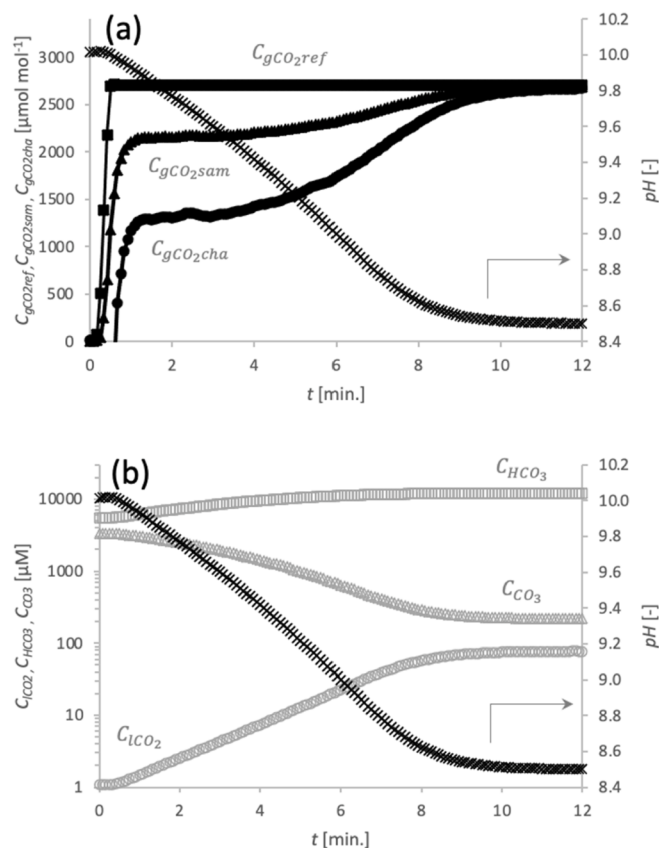 (a)
C_gCO₂ref
C_gCO₂sam
C_gCO₂cha
C_gCO2ref, C_gCO2sam, C_gCO2cha [µmol mol⁻¹]
3000
2500
2000
1500
1000
500
0
10.2
10.0
9.8
9.6
9.4
9.2
9.0
8.8
8.6
8.4
pH [-]
0 2 4 6 8 10 12
t [min.]
(b)
C_HCO₃
C_CO₃
C_lCO₂
C_lCO2, C_HCO3, C_CO3 [µM]
10000
1000
100
10
1
10.2
10.0
9.8
9.6
9.4
9.2
9.0
8.8
8.6
8.4
pH [-]
0 2 4 6 8 10 12
t [min.]